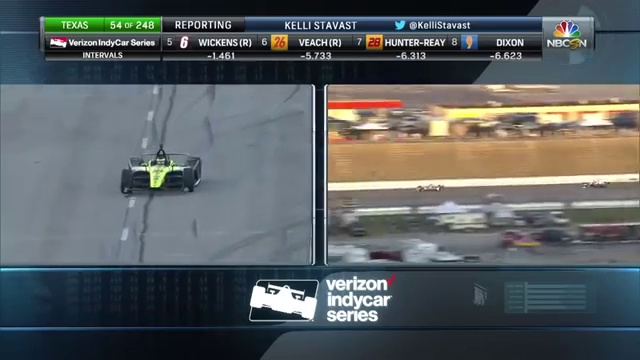 TEXAS 54 OF 248 REPORTING KELLI STAVAST @KelliStavast
Verizon IndyCar Series 5 6 WICKENS (R) 6 26 VEACH (R) 7 28 HUNTER-REAY 8 9 DIXON NBCSN
INTERVALS -1.461 -5.733 -6.313 -6.623
verizon
indycar
series